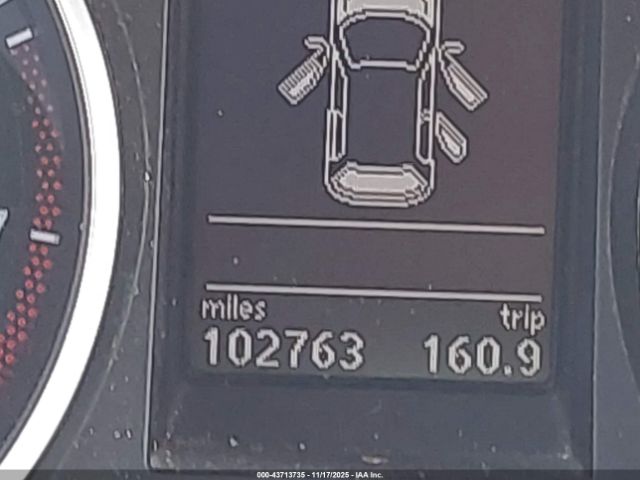 miles trip
102763 160.9
000-43713735 - 11/17/2025 - IAA Inc.